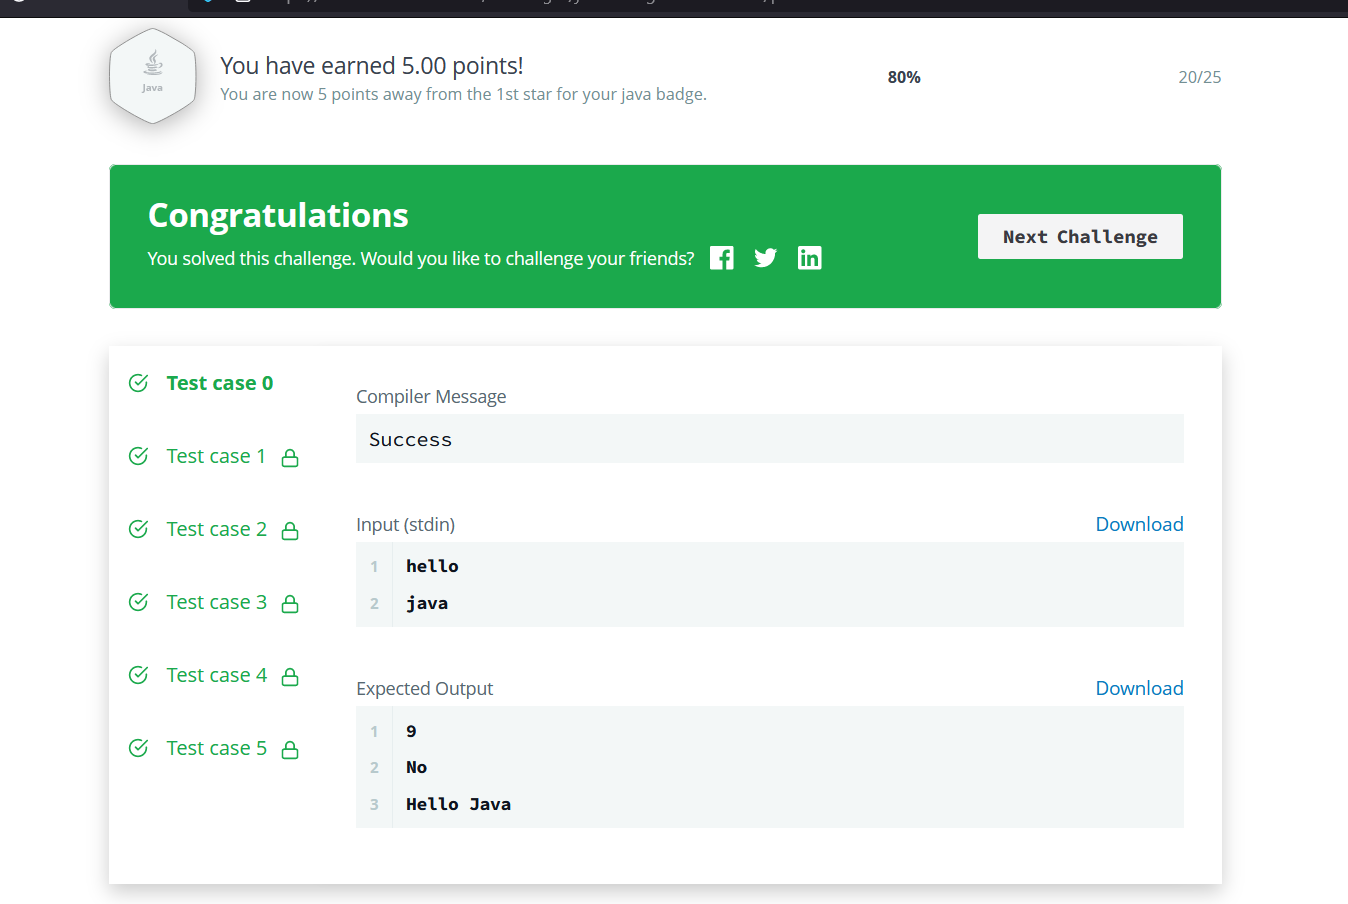 Java
You have earned 5.00 points!
You are now 5 points away from the 1st star for your java badge.
80%
20/25
Congratulations
You solved this challenge. Would you like to challenge your friends?
Next Challenge
Test case 0
Test case 1
Test case 2
Test case 3
Test case 4
Test case 5
Compiler Message
Success
Input (stdin)
Download
1 hello
2 java
Expected Output
Download
1 9
2 No
3 Hello Java